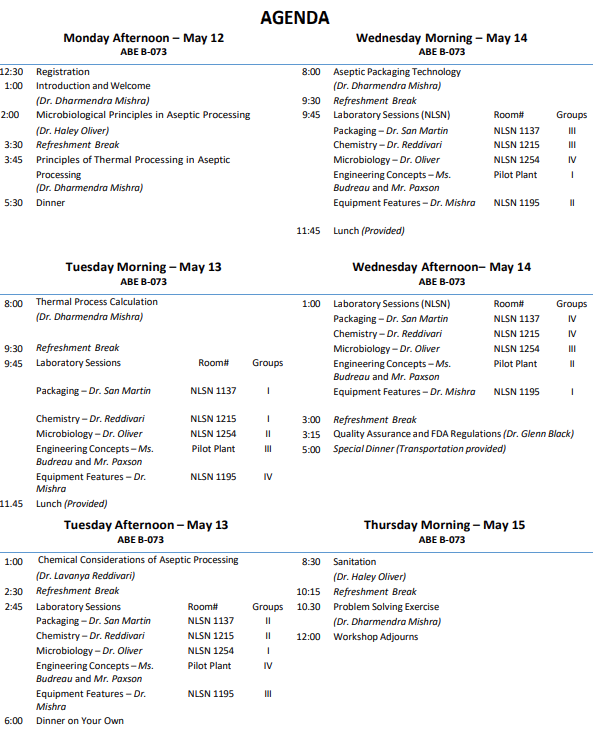 AGENDA
Monday Afternoon – May 12
ABE B-073
12:30 Registration
1:00 Introduction and Welcome
(Dr. Dharmendra Mishra)
2:00 Microbiological Principles in Aseptic Processing
(Dr. Haley Oliver)
3:30 Refreshment Break
3:45 Principles of Thermal Processing in Aseptic
Processing
(Dr. Dharmendra Mishra)
5:30 Dinner
Tuesday Morning – May 13
ABE B-073
8:00 Thermal Process Calculation
(Dr. Dharmendra Mishra)
9:30 Refreshment Break
9:45 Laboratory Sessions Room# Groups
Packaging – Dr. San Martin NLSN 1137 I
Chemistry – Dr. Reddivari NLSN 1215 I
Microbiology – Dr. Oliver NLSN 1254 II
Engineering Concepts – Ms. Pilot Plant III
Budreau and Mr. Paxson
Equipment Features – Dr. NLSN 1195 IV
Mishra
11.45 Lunch (Provided)
Tuesday Afternoon – May 13
ABE B-073
1:00 Chemical Considerations of Aseptic Processing
(Dr. Lavanya Reddivari)
2:30 Refreshment Break
2:45 Laboratory Sessions Room# Groups
Packaging – Dr. San Martin NLSN 1137 II
Chemistry – Dr. Reddivari NLSN 1215 II
Microbiology – Dr. Oliver NLSN 1254 I
Engineering Concepts – Ms. Pilot Plant IV
Budreau and Mr. Paxson
Equipment Features – Dr. NLSN 1195 III
Mishra
6:00 Dinner on Your Own
Wednesday Morning – May 14
ABE B-073
8:00 Aseptic Packaging Technology
(Dr. Dharmendra Mishra)
9:30 Refreshment Break
9:45 Laboratory Sessions (NLSN) Room# Groups
Packaging – Dr. San Martin NLSN 1137 III
Chemistry – Dr. Reddivari NLSN 1215 III
Microbiology – Dr. Oliver NLSN 1254 IV
Engineering Concepts – Ms. Pilot Plant I
Budreau and Mr. Paxson
Equipment Features – Dr. Mishra NLSN 1195 II
11:45 Lunch (Provided)
Wednesday Afternoon– May 14
ABE B-073
1:00 Laboratory Sessions (NLSN) Room# Groups
Packaging – Dr. San Martin NLSN 1137 IV
Chemistry – Dr. Reddivari NLSN 1215 IV
Microbiology – Dr. Oliver NLSN 1254 III
Engineering Concepts – Ms. Pilot Plant II
Budreau and Mr. Paxson
Equipment Features – Dr. Mishra NLSN 1195 I
3:00 Refreshment Break
3:15 Quality Assurance and FDA Regulations (Dr. Glenn Black)
5:00 Special Dinner (Transportation provided)
Thursday Morning – May 15
ABE B-073
8:30 Sanitation
(Dr. Haley Oliver)
10:15 Refreshment Break
10.30 Problem Solving Exercise
(Dr. Dharmendra Mishra)
12:00 Workshop Adjourns